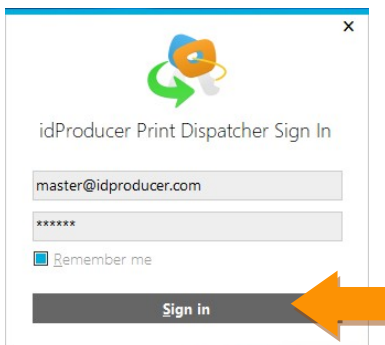 x
idProducer Print Dispatcher Sign In
master@idproducer.com
******
Remember me
Sign in